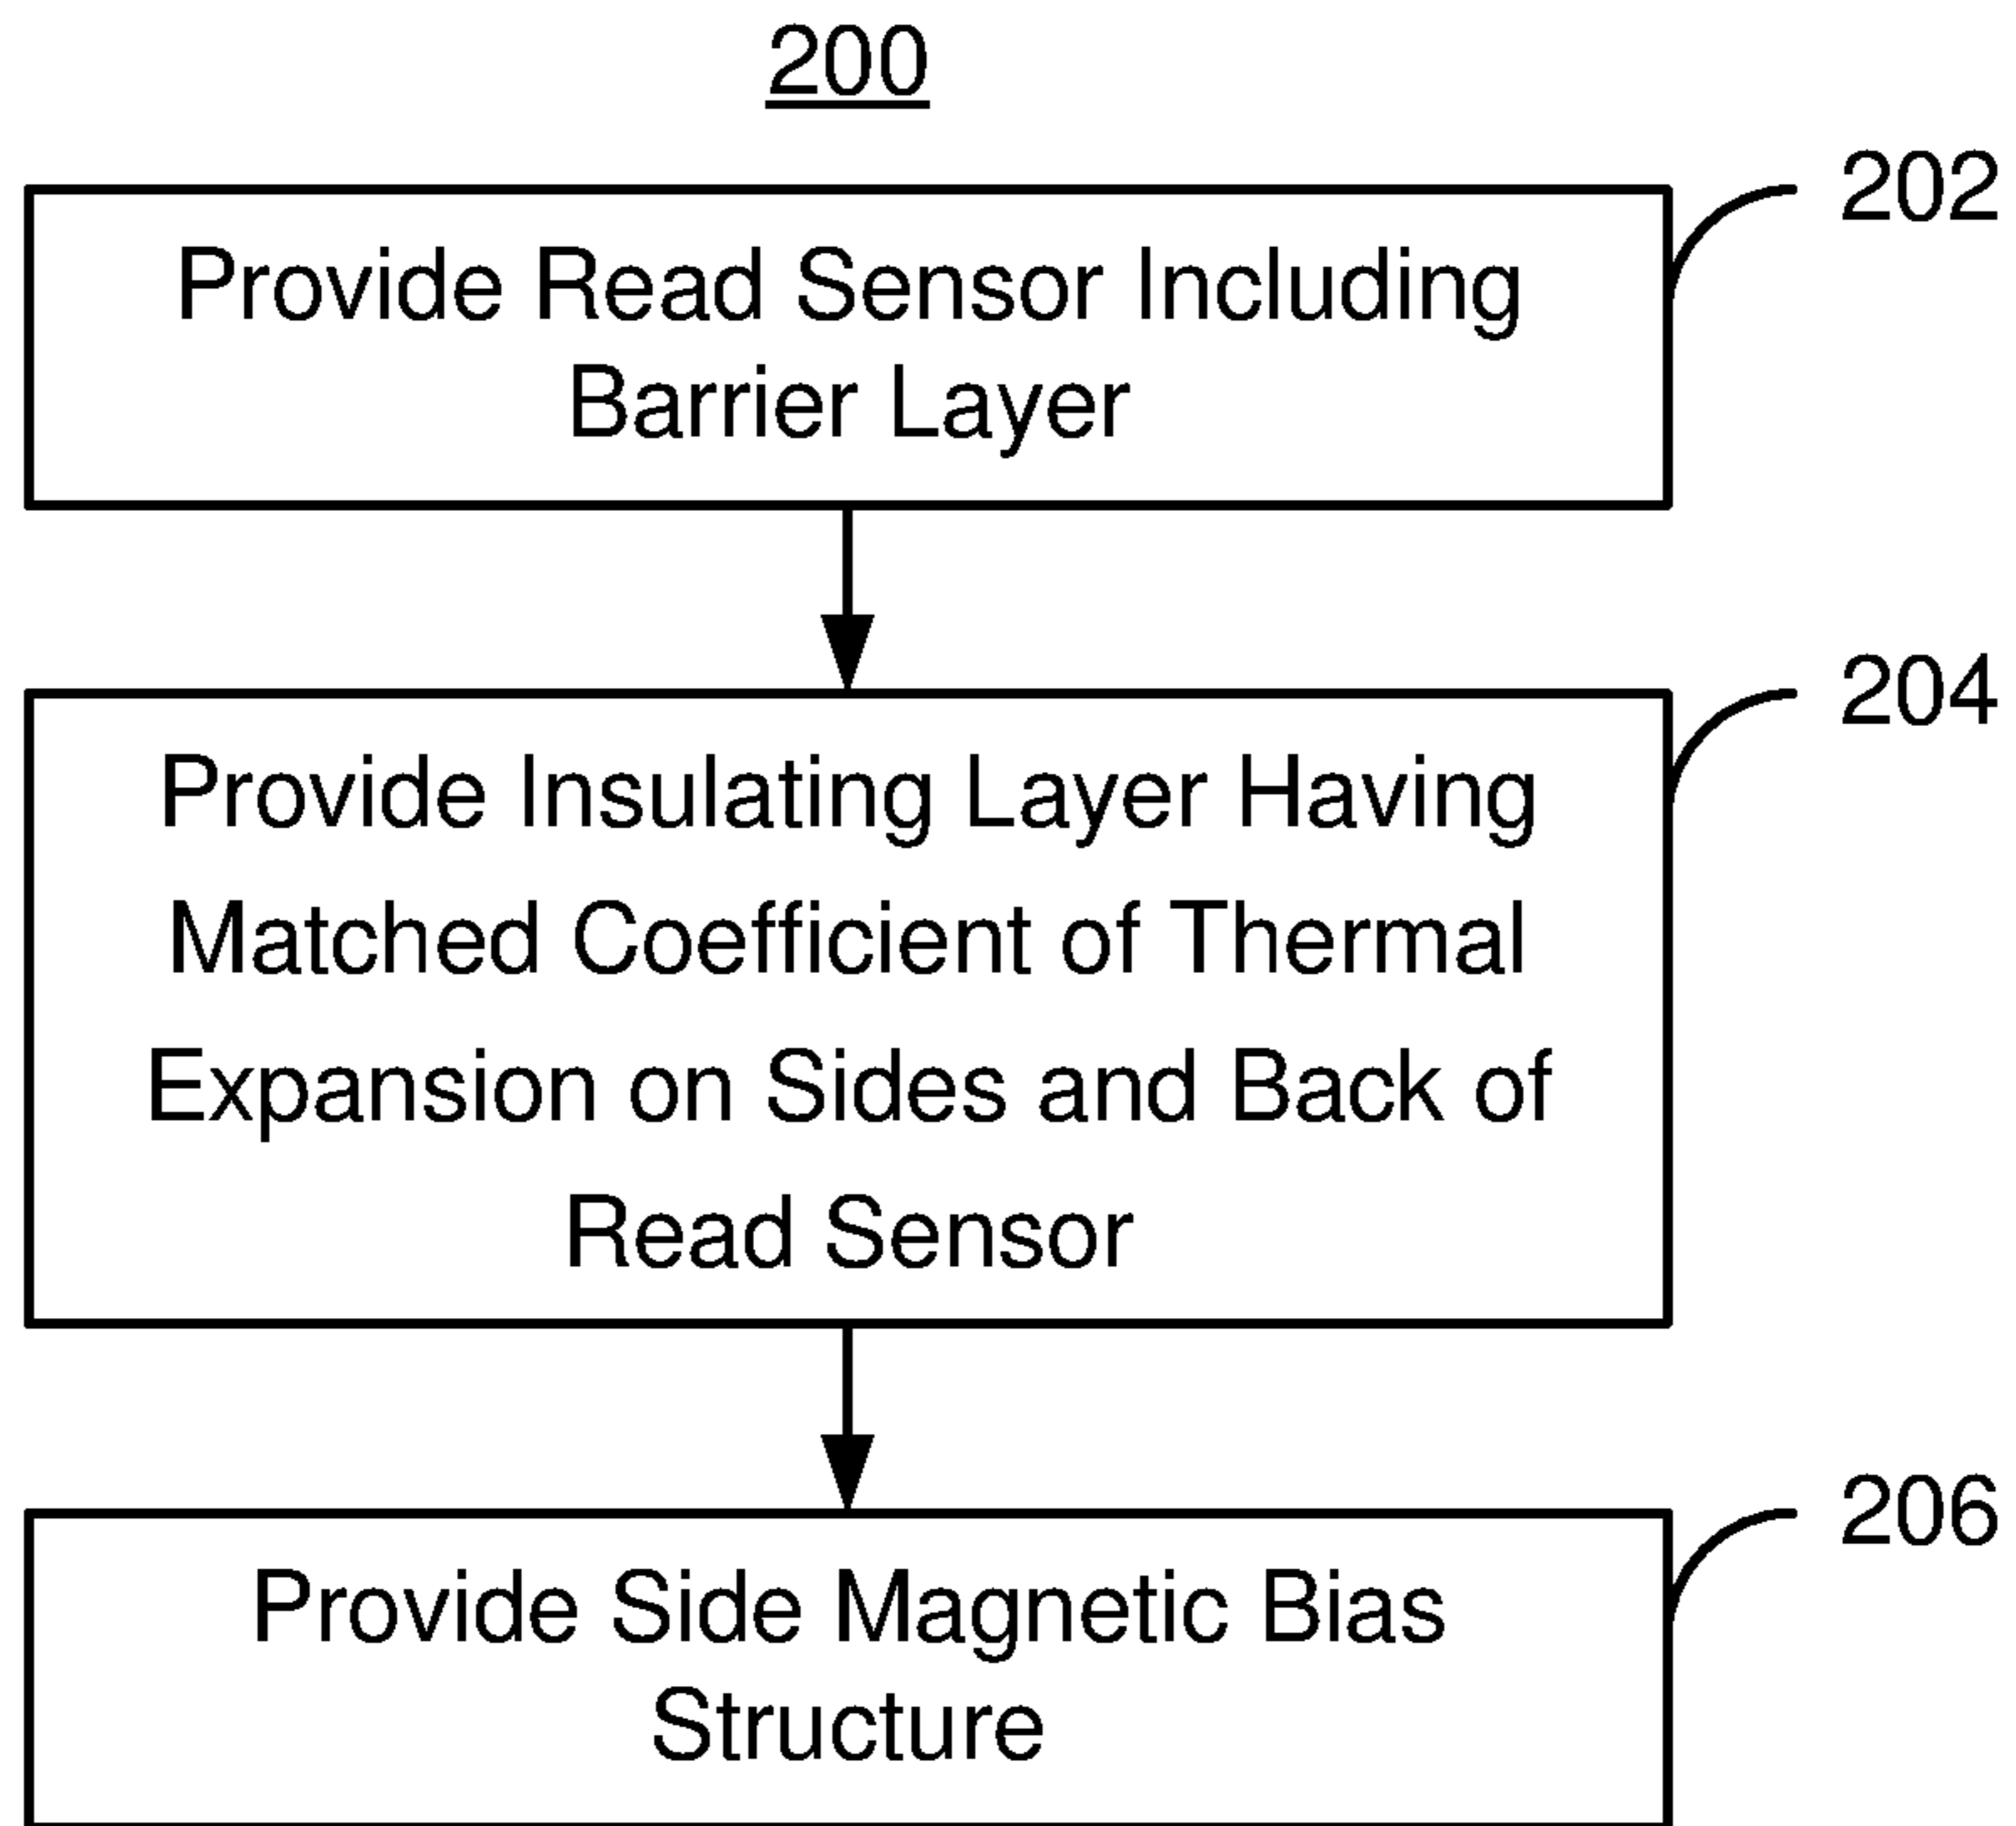 200
202
Provide Read Sensor Including
Barrier Layer
204
Provide Insulating Layer Having
Matched Coefficient of Thermal
Expansion on Sides and Back of
Read Sensor
206
Provide Side Magnetic Bias
Structure